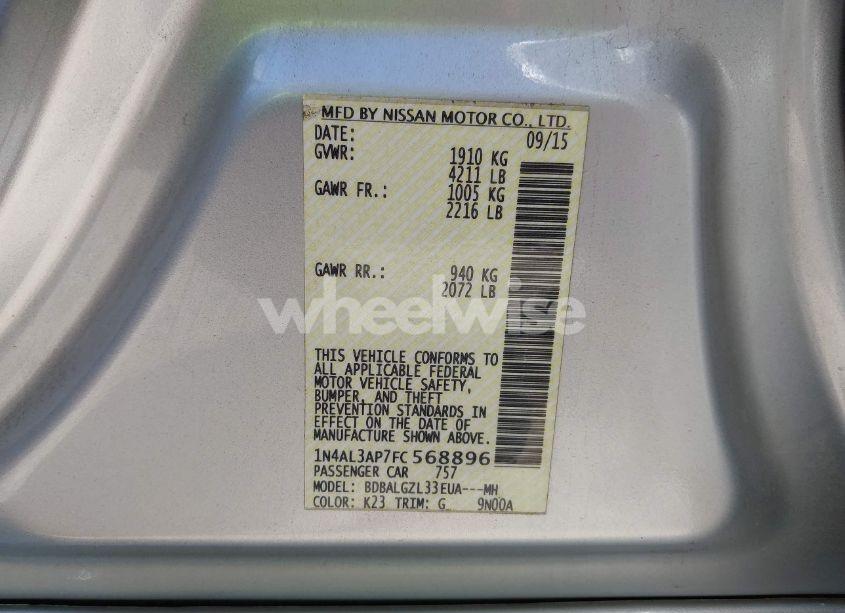 MFD BY NISSAN MOTOR CO., LTD.
DATE: 09/15
GVWR: 1910 KG
4211 LB
GAWR FR.: 1005 KG
2216 LB
GAWR RR.: 940 KG
2072 LB
wheelwise
THIS VEHICLE CONFORMS TO
ALL APPLICABLE FEDERAL
MOTOR VEHICLE SAFETY,
BUMPER, AND THEFT
PREVENTION STANDARDS IN
EFFECT ON THE DATE OF
MANUFACTURE SHOWN ABOVE.
1N4AL3AP7FC568896
PASSENGER CAR 757
MODEL: BDBALGZL33EUA---MH
COLOR: K23 TRIM: G 9N00A